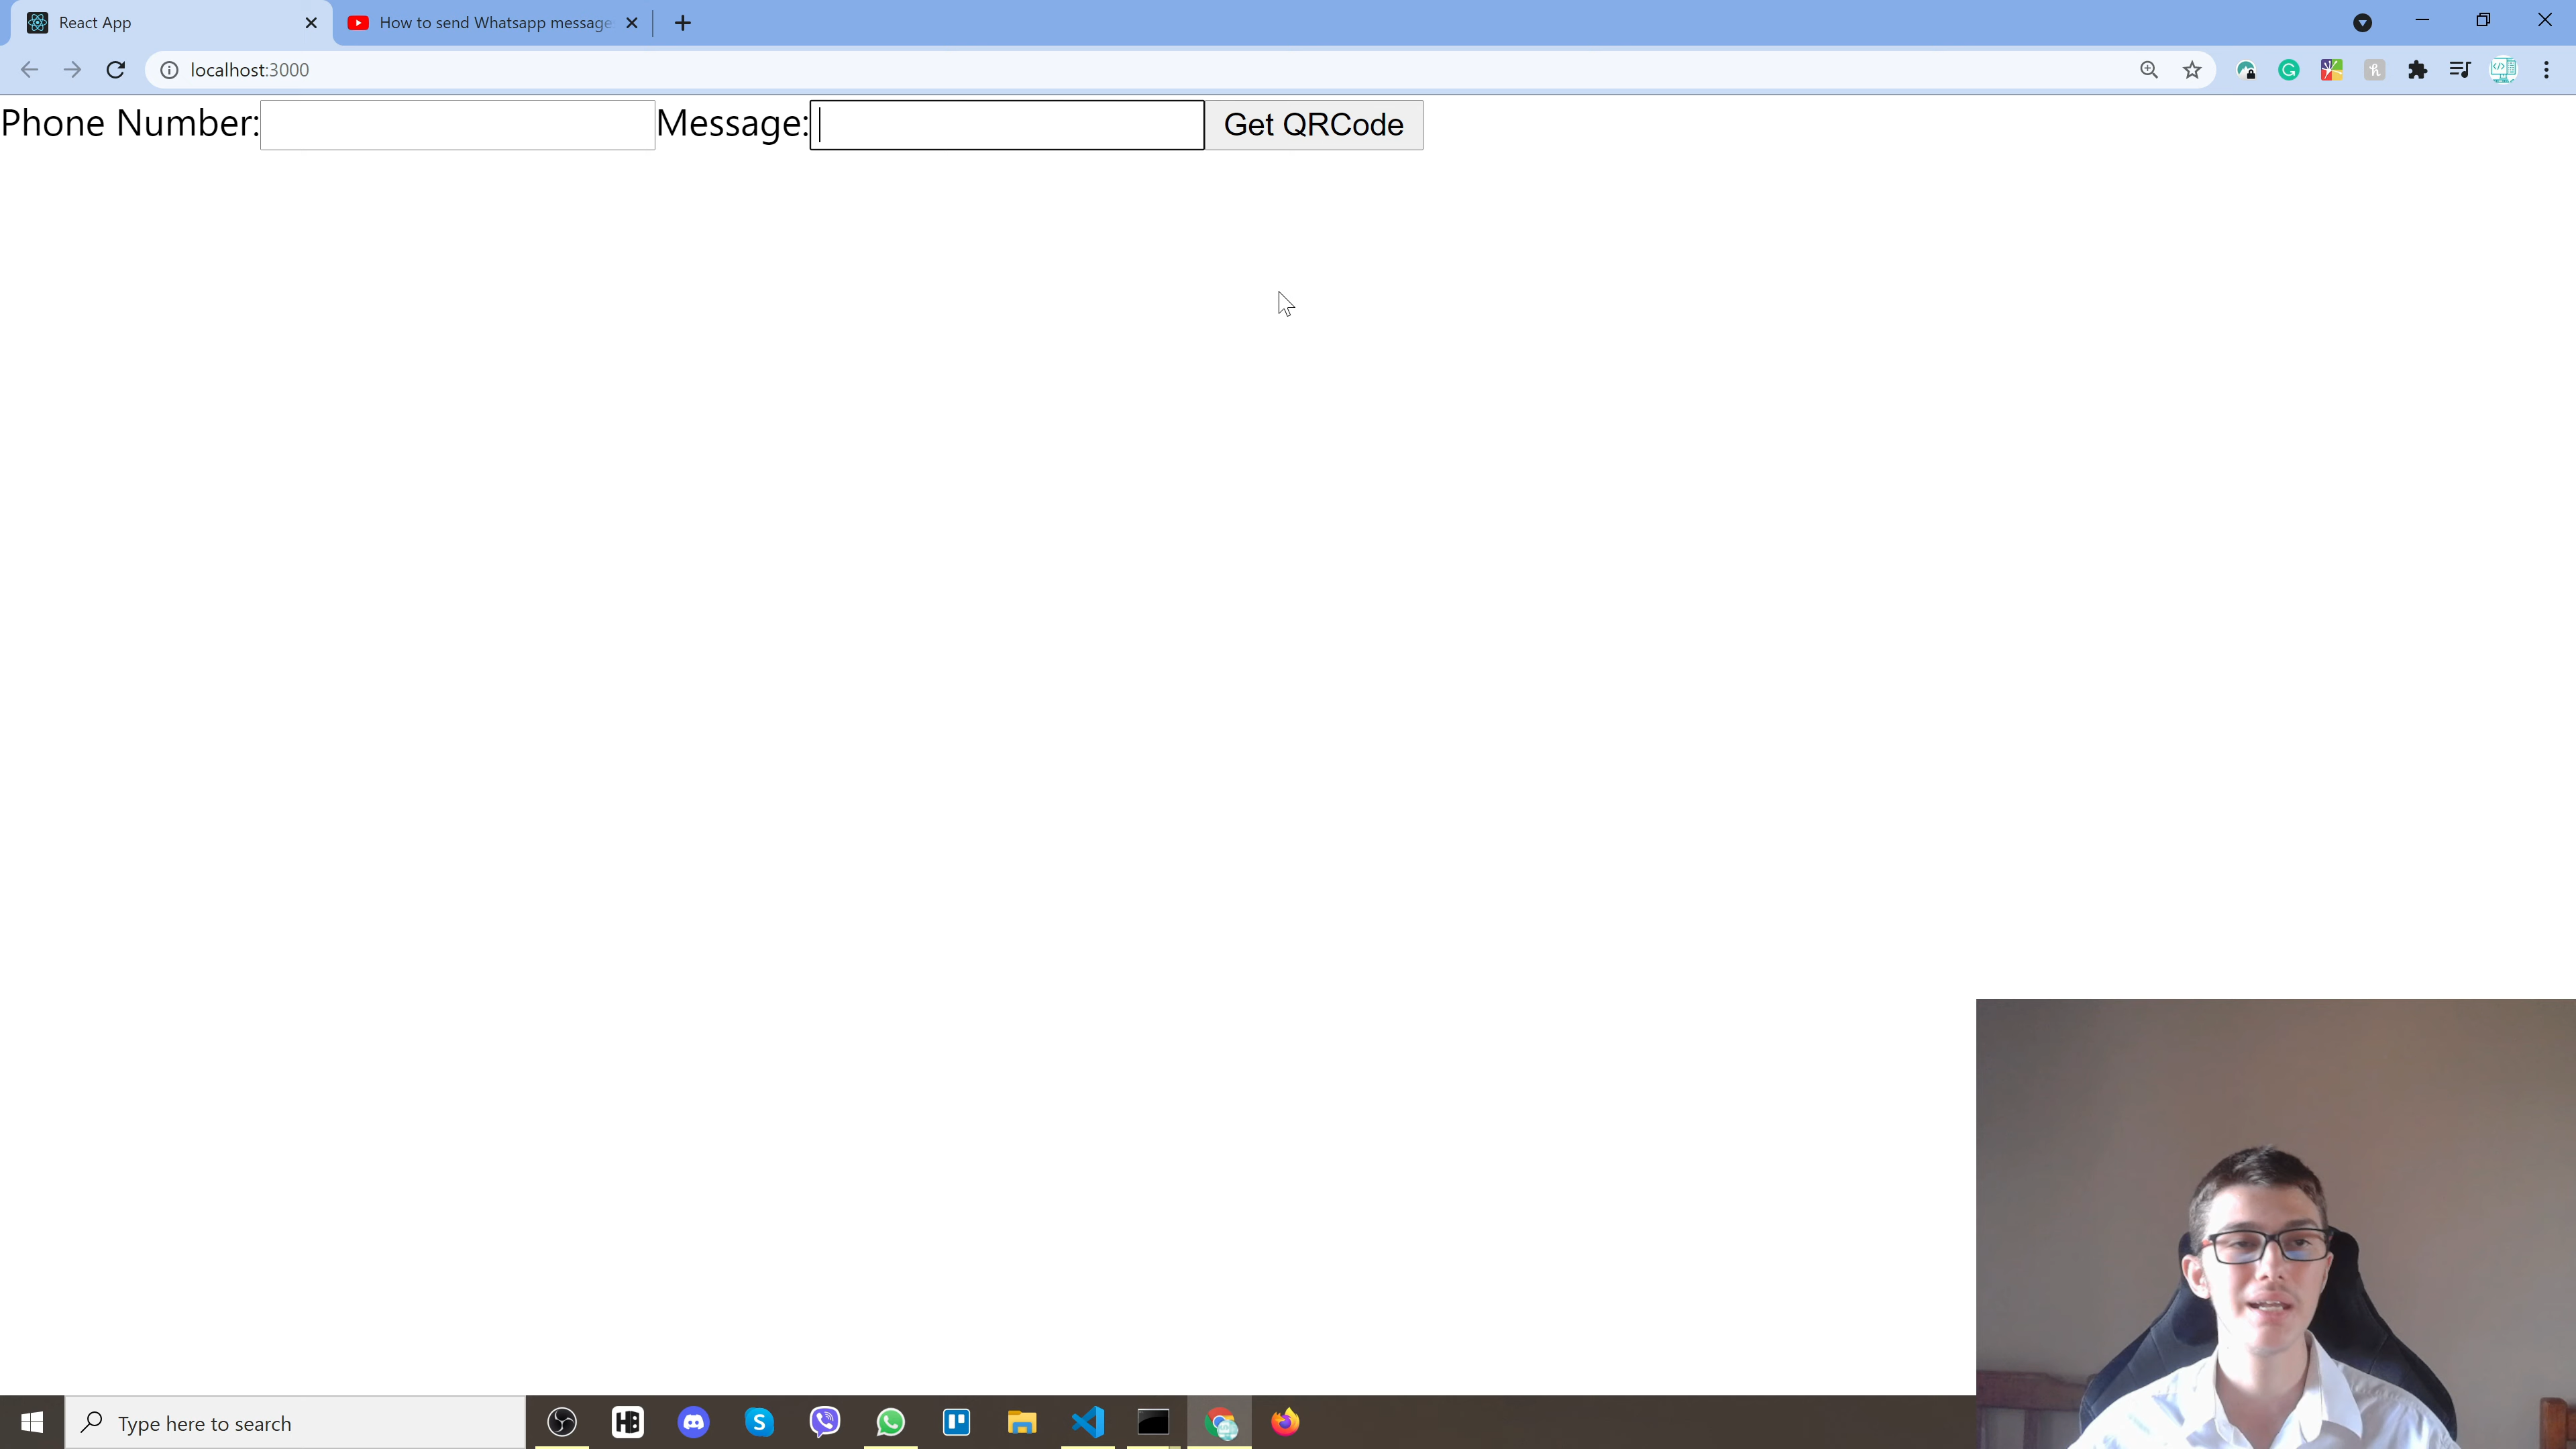 React App
How to send Whatsapp message
localhost:3000
Phone Number:
Message:
Get QRCode
Type here to search